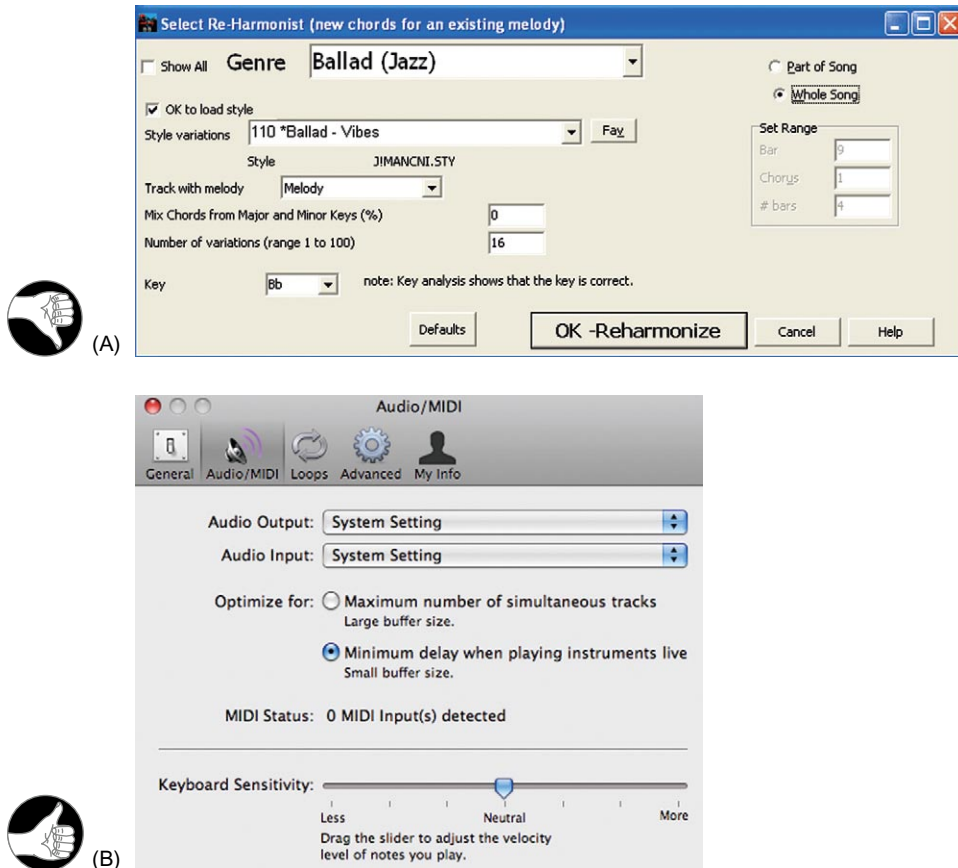 Select Re-Harmonist (new chords for an existing melody)
Show All Genre Ballad (Jazz)
Part of Song
Whole Song
OK to load style
Style variations 110 *Ballad - Vibes Fav
Style J!MANCNI.STY
Track with melody Melody
Mix Chords from Major and Minor Keys (%) 0
Number of variations (range 1 to 100) 16
Set Range
Bar 9
Chorus 1
# bars 4
Key Bb note: Key analysis shows that the key is correct.
Defaults OK -Reharmonize Cancel Help
(A)
Audio/MIDI
General Audio/MIDI Loops Advanced My Info
Audio Output: System Setting
Audio Input: System Setting
Optimize for: Maximum number of simultaneous tracks
Large buffer size.
Minimum delay when playing instruments live
Small buffer size.
MIDI Status: 0 MIDI Input(s) detected
Keyboard Sensitivity:
Less Neutral More
Drag the slider to adjust the velocity
level of notes you play.
(B)